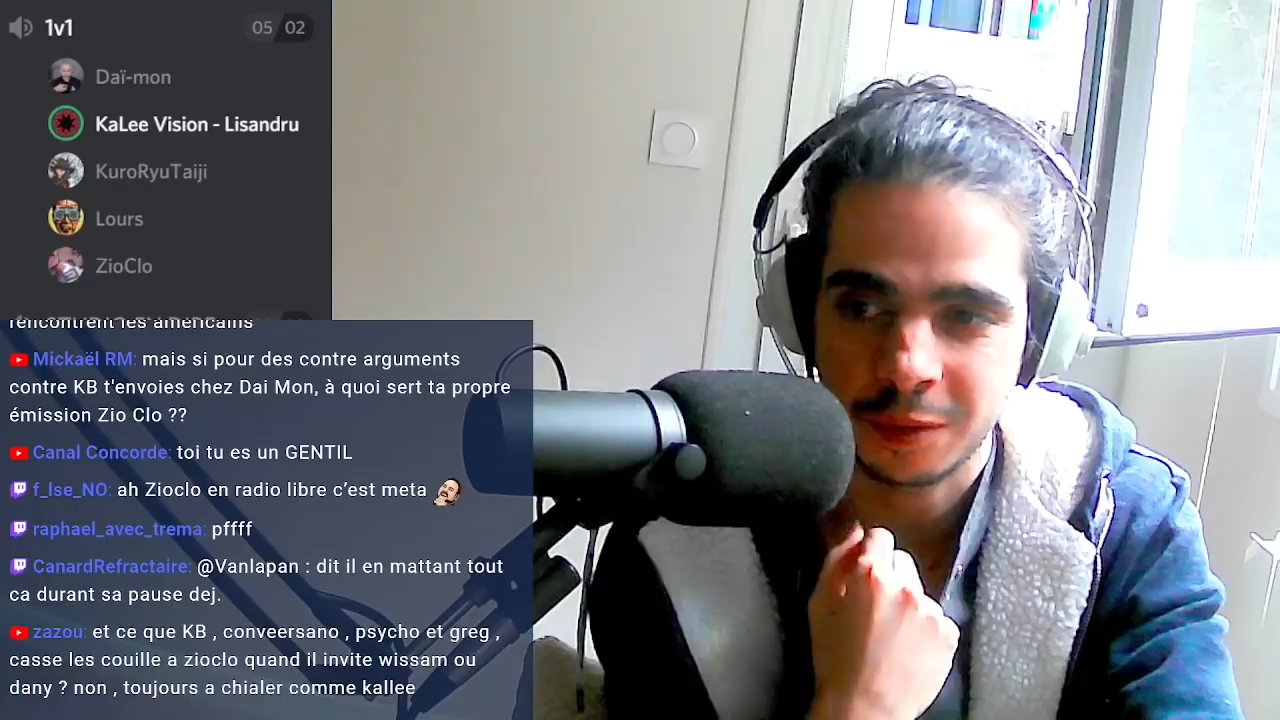 1v1 05 02
Daï-mon
KaLee Vision - Lisandru
KuroRyuTaiji
Lours
ZioClo
rencontrent les américains
Mickaël RM: mais si pour des contre arguments
contre KB t'envoies chez Dai Mon, à quoi sert ta propre
émission Zio Clo ??
Canal Concorde: toi tu es un GENTIL
f_lse_NO: ah Zioclo en radio libre c’est meta
raphael_avec_trema: pffff
CanardRefractaire: @Vanlapan : dit il en mattant tout
ca durant sa pause dej.
zazou: et ce que KB , conveersano , psycho et greg ,
casse les couille a zioclo quand il invite wissam ou
dany ? non , toujours a chialer comme kallee